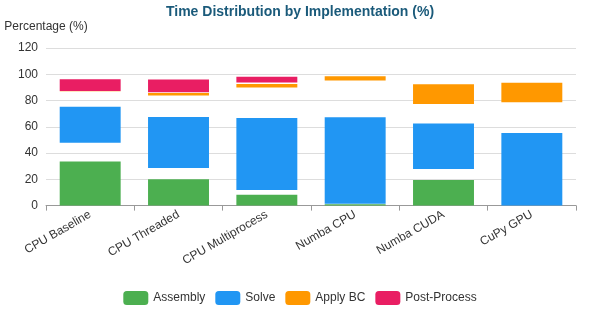 Time Distribution by Implementation (%)
Percentage (%)
120
100
80
60
40
20
0
CPU Baseline
CPU Threaded
CPU Multiprocess
Numba CPU
Numba CUDA
CuPy GPU
Assembly
Solve
Apply BC
Post-Process